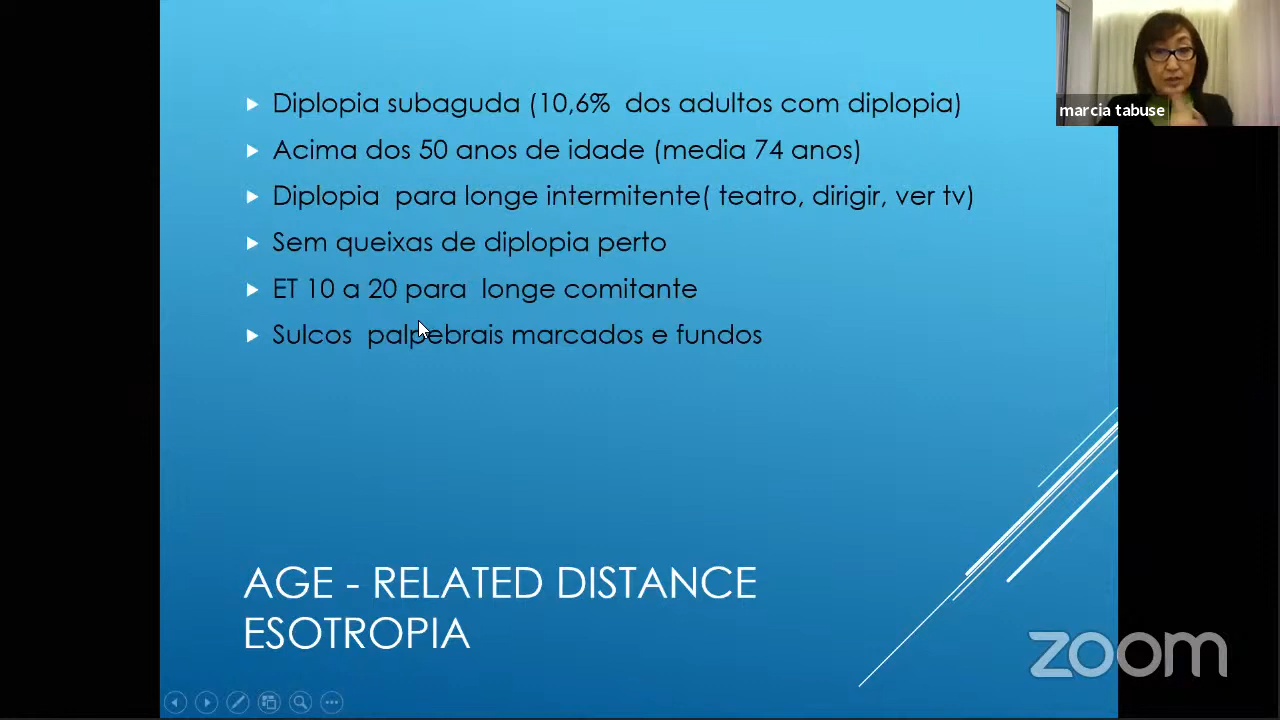 Diplopia subaguda (10,6%  dos adultos com diplopia)
Acima dos 50 anos de idade (media 74 anos)
Diplopia  para longe intermitente( teatro, dirigir, ver tv)
Sem queixas de diplopia perto
ET 10 a 20 para  longe comitante
Sulcos  palpebrais marcados e fundos
AGE - RELATED DISTANCE
ESOTROPIA
marcia tabuse
zoom